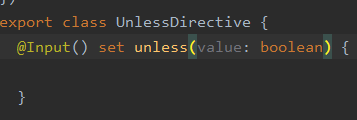 })
export class UnlessDirective {
@Input() set unless(value: boolean) {
}